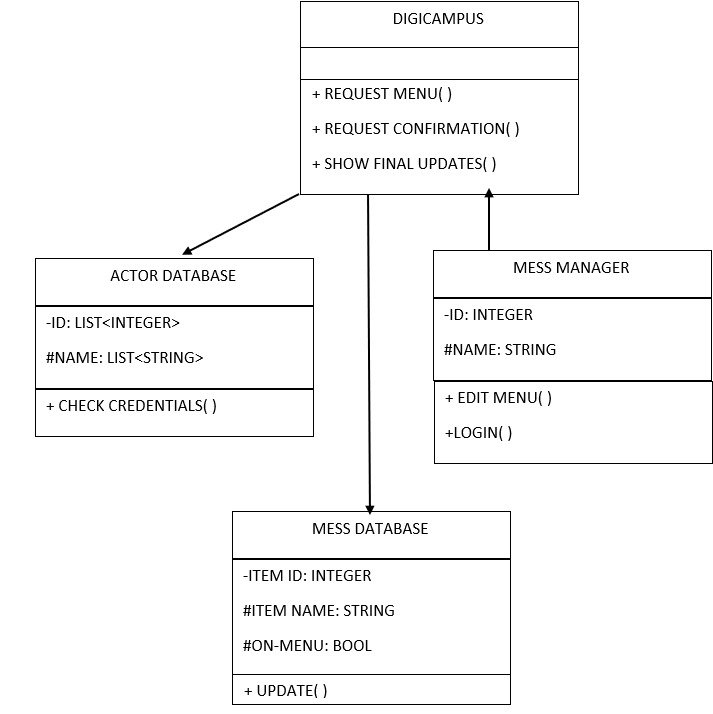 DIGICAMPUS
+ REQUEST MENU( )
+ REQUEST CONFIRMATION( )
+ SHOW FINAL UPDATES( )
ACTOR DATABASE
-ID: LIST<INTEGER>
#NAME: LIST<STRING>
+ CHECK CREDENTIALS( )
MESS MANAGER
-ID: INTEGER
#NAME: STRING
+ EDIT MENU( )
+LOGIN( )
MESS DATABASE
-ITEM ID: INTEGER
#ITEM NAME: STRING
#ON-MENU: BOOL
+ UPDATE( )